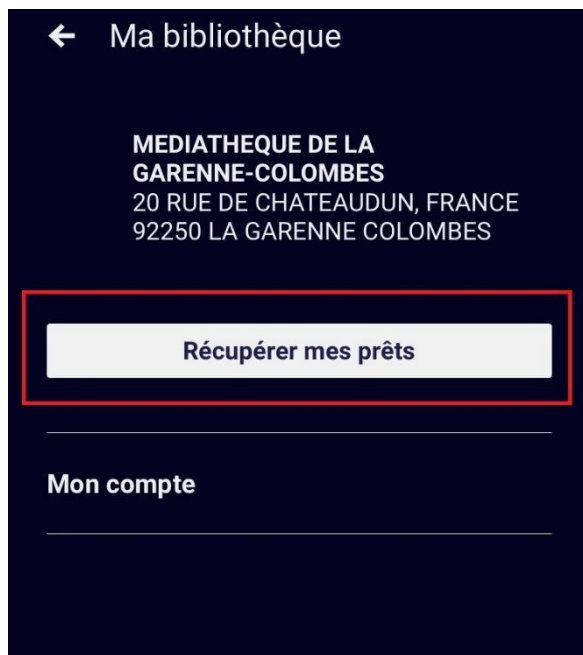 Ma bibliothèque
MEDIATHEQUE DE LA
GARENNE-COLOMBES
20 RUE DE CHATEAUDUN, FRANCE
92250 LA GARENNE COLOMBES
Récupérer mes prêts
Mon compte